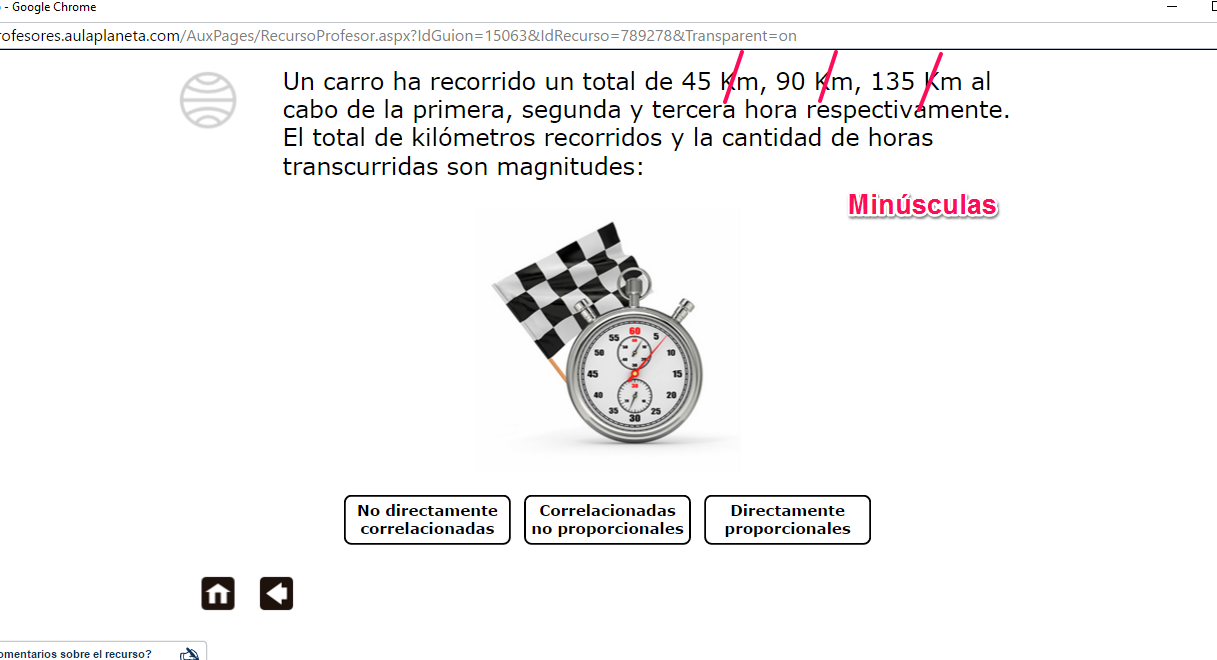 - Google Chrome
rofesores.aulaplaneta.com/AuxPages/RecursoProfesor.aspx?IdGuion=15063&IdRecurso=789278&Transparent=on
Un carro ha recorrido un total de 45 Km, 90 Km, 135 Km al
cabo de la primera, segunda y tercera hora respectivamente.
El total de kilómetros recorridos y la cantidad de horas
transcurridas son magnitudes:
Minúsculas
60
55 5
50 10
45 15
40 20
35 25
30
No directamente
correlacionadas
Correlacionadas
no proporcionales
Directamente
proporcionales
omentarios sobre el recurso?